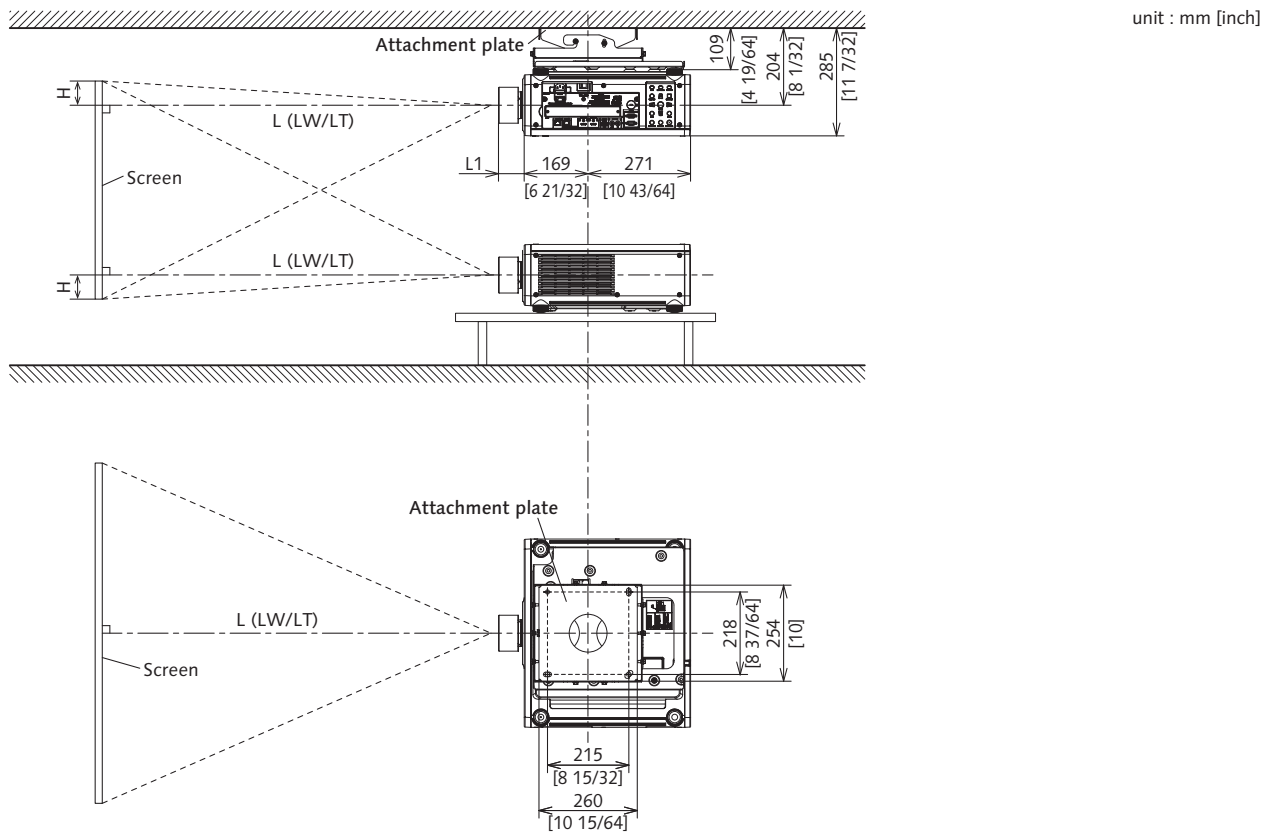 unit : mm [inch]
Attachment plate
109
[4 19/64]
204
[8 1/32]
285
[11 7/32]
H
L (LW/LT)
L1
169
271
[6 21/32]
[10 43/64]
Screen
L (LW/LT)
H
Attachment plate
L (LW/LT)
218
[8 37/64]
254
[10]
Screen
215
[8 15/32]
260
[10 15/64]